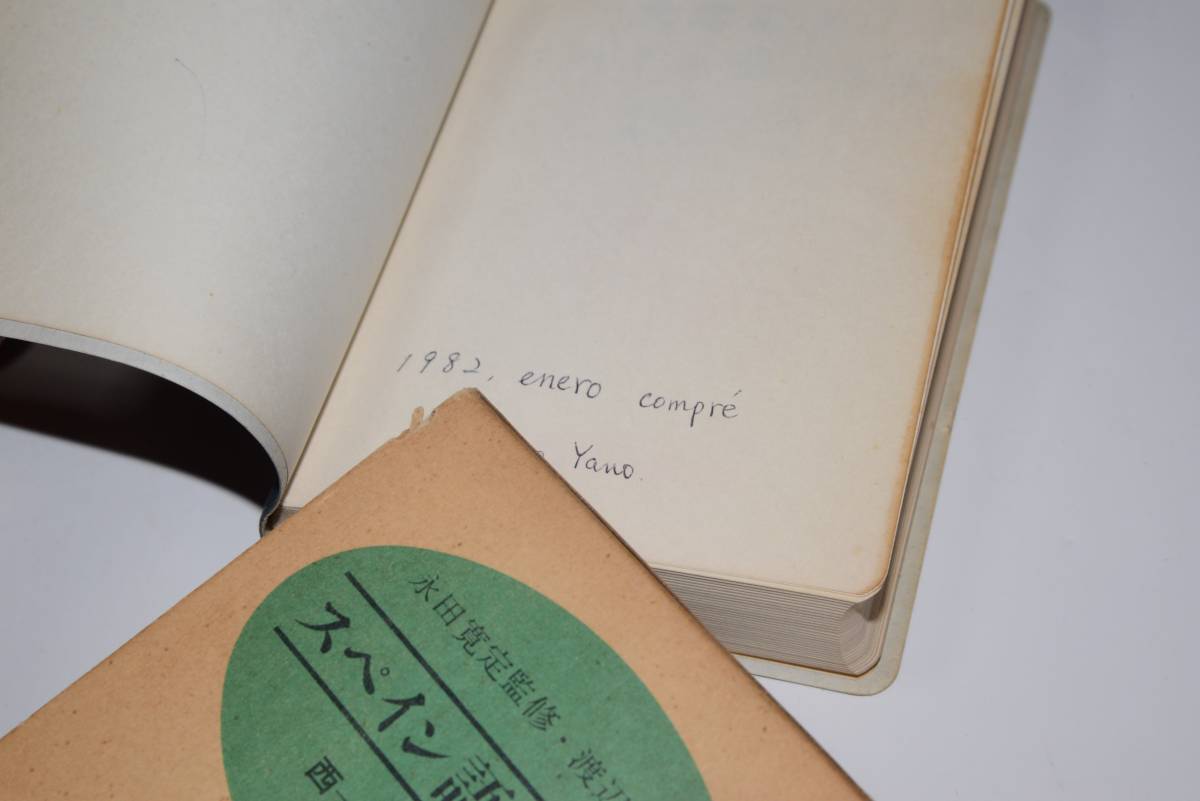 1982, enero compré
Yano.
永田寛定監修・渡辺
スペイン語
西